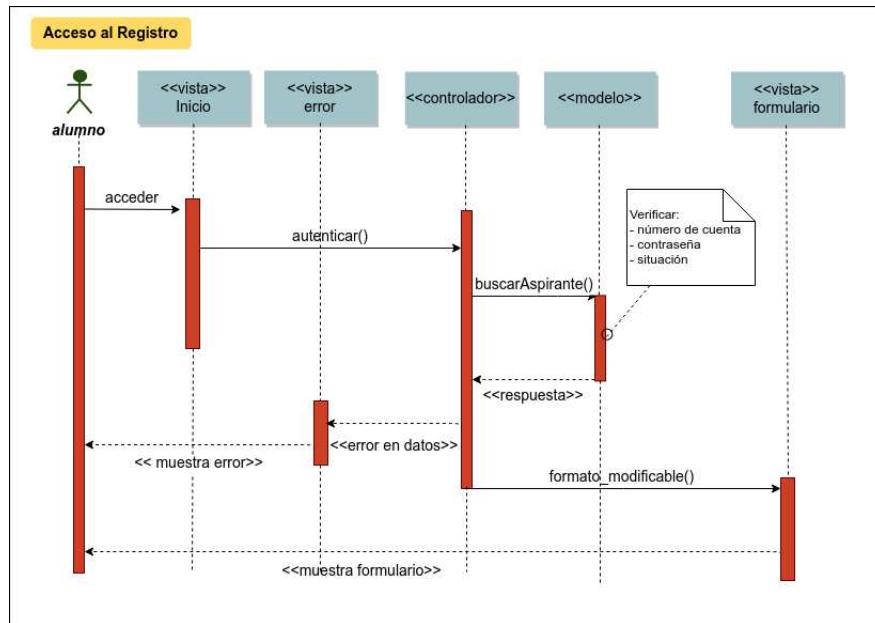 Acceso al Registro
alumno
<<vista>>
Inicio
<<vista>>
error
<<controlador>>
<<modelo>>
<<vista>>
formulario
acceder
autenticar()
buscarAspirante()
Verificar:
- número de cuenta
- contraseña
- situación
<<respuesta>>
<<error en datos>>
<< muestra error>>
formato_modificable()
<<muestra formulario>>